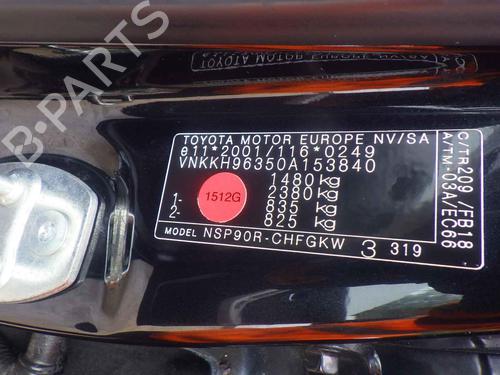 TOYOTA MOTOR EUROPE NV/SA
e11*2001/116*0249
VNKKH96350A153840
1480 kg
1- 2380 kg
2- 835 kg
825 kg
1512G
MODEL NSP90R-CHFGKW 3 319
C/TR209/FB18
A/TM-03A/EC66
B-PARTS